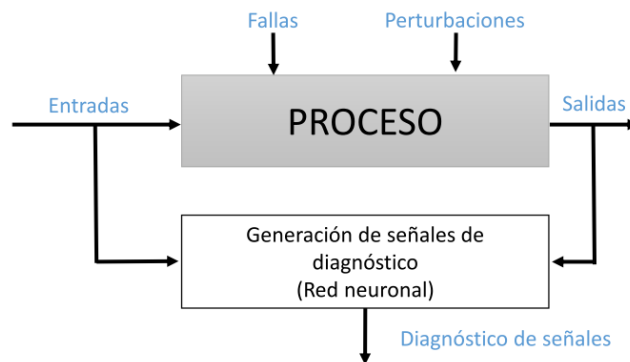 Fallas
Perturbaciones
Entradas
PROCESO
Salidas
Generación de señales de
diagnóstico
(Red neuronal)
Diagnóstico de señales